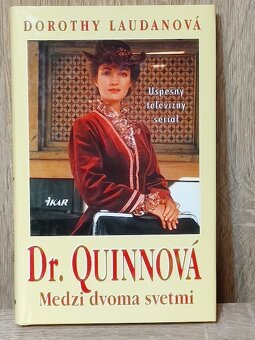 DOROTHY LAUDANOVÁ
Úspešný
televízny
seriál
IKAR
Dr. QUINNOVÁ
Medzi dvoma svetmi